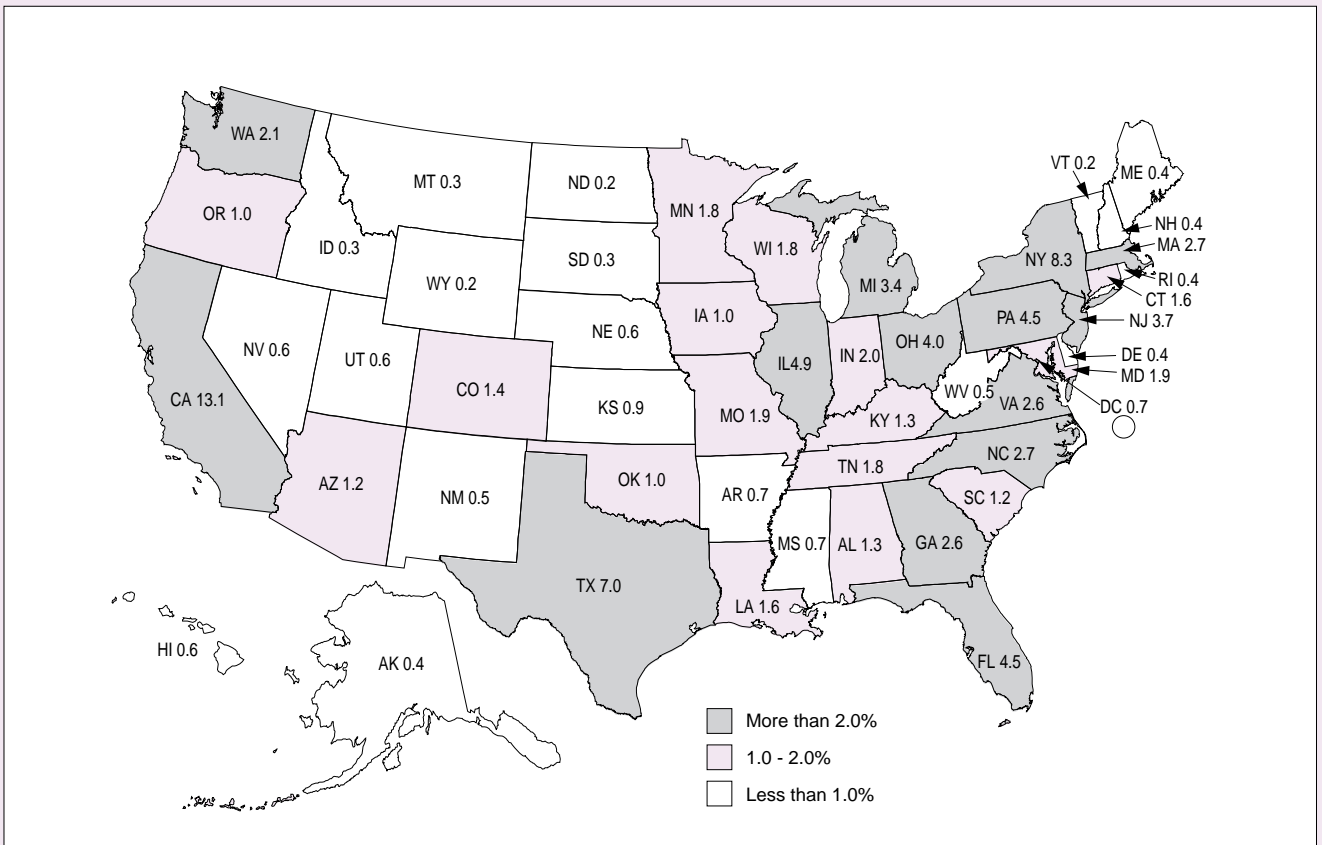 WA 2.1
MT 0.3
ND 0.2
MN 1.8
VT 0.2
ME 0.4
OR 1.0
ID 0.3
WY 0.2
SD 0.3
WI 1.8
MI 3.4
NY 8.3
NH 0.4
MA 2.7
RI 0.4
CT 1.6
NJ 3.7
PA 4.5
IA 1.0
NE 0.6
NV 0.6
UT 0.6
CO 1.4
CA 13.1
KS 0.9
MO 1.9
IL4.9
IN 2.0
OH 4.0
DE 0.4
MD 1.9
WV 0.5
VA 2.6
DC 0.7
KY 1.3
NC 2.7
TN 1.8
AZ 1.2
NM 0.5
OK 1.0
AR 0.7
SC 1.2
MS 0.7
AL 1.3
GA 2.6
TX 7.0
LA 1.6
HI 0.6
AK 0.4
FL 4.5
More than 2.0%
1.0 - 2.0%
Less than 1.0%